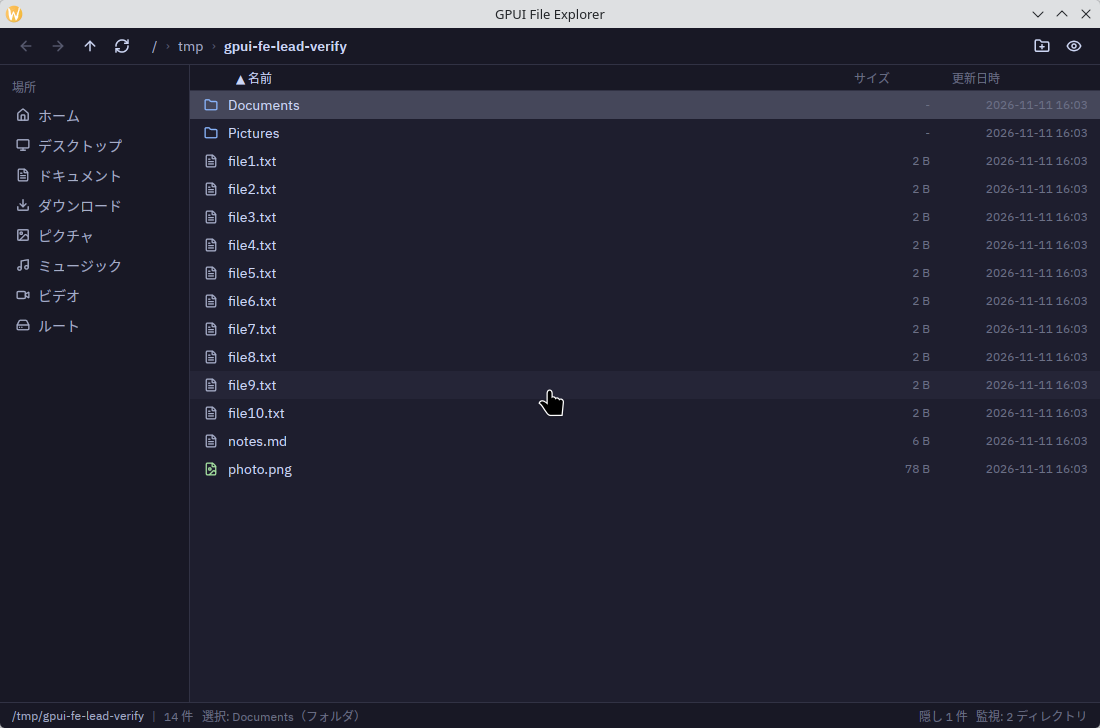 GPUI File Explorer
/ › tmp › gpui-fe-lead-verify
場所
ホーム
デスクトップ
ドキュメント
ダウンロード
ピクチャ
ミュージック
ビデオ
ルート
▲名前 サイズ 更新日時
Documents - 2026-11-11 16:03
Pictures - 2026-11-11 16:03
file1.txt 2 B 2026-11-11 16:03
file2.txt 2 B 2026-11-11 16:03
file3.txt 2 B 2026-11-11 16:03
file4.txt 2 B 2026-11-11 16:03
file5.txt 2 B 2026-11-11 16:03
file6.txt 2 B 2026-11-11 16:03
file7.txt 2 B 2026-11-11 16:03
file8.txt 2 B 2026-11-11 16:03
file9.txt 2 B 2026-11-11 16:03
file10.txt 2 B 2026-11-11 16:03
notes.md 6 B 2026-11-11 16:03
photo.png 78 B 2026-11-11 16:03
/tmp/gpui-fe-lead-verify | 14 件 選択: Documents（フォルダ） 隠し 1 件 監視: 2 ディレクトリ